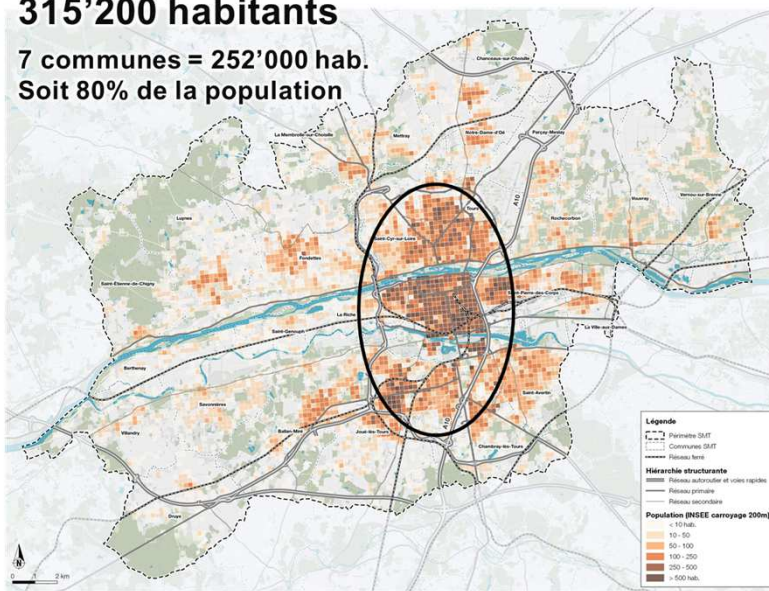 315'200 habitants
7 communes = 252'000 hab.
Soit 80% de la population
Chanceaux-sur-Choisille
La Membrolle-sur-Choisille
Mettray
Notre-Dame-d'Oé
Parçay-Meslay
Tours
A10
Rochecorbon
Vouvray
Vernou-sur-Brenne
Luynes
Saint-Cyr-sur-Loire
Fondettes
Saint-Étienne-de-Chigny
La Riche
Saint-Pierre-des-Corps
La Ville-aux-Dames
Saint-Genouph
Berthenay
Savonnières
Saint-Avertin
Villandry
Ballan-Miré
Joué-lès-Tours
A10
Chambray-lès-Tours
Druye
Légende
Périmètre SMT
Communes SMT
Réseau ferré
Hiérarchie structurante
Réseau autoroutier et voies rapides
Réseau primaire
Réseau secondaire
Population (INSEE carroyage 200m)
< 10 hab.
10 - 50
50 - 100
100 - 250
250 - 500
> 500 hab.
N
0 1 2 km